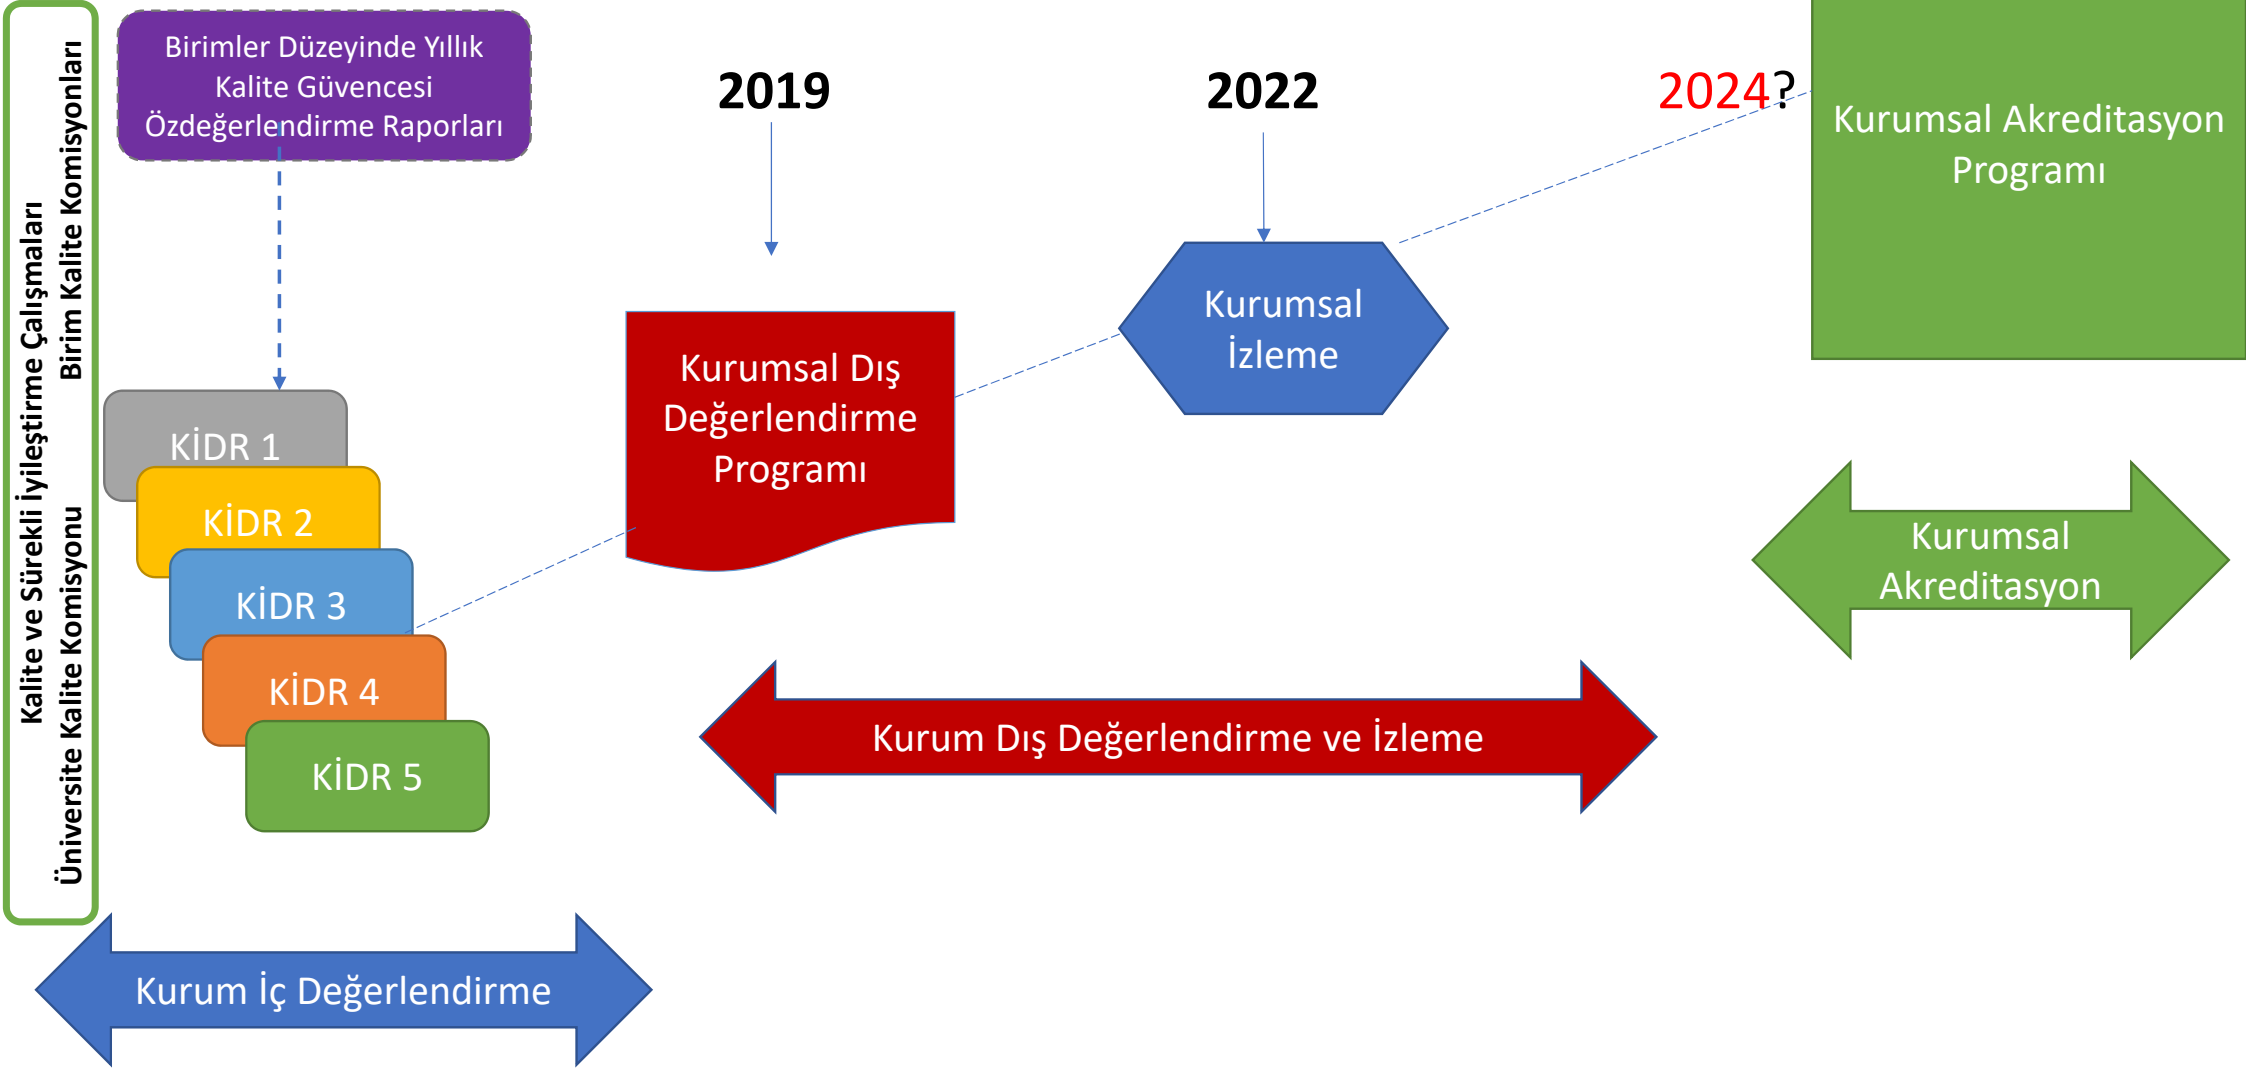 Kalite ve Sürekli İyileştirme Çalışmaları
Üniversite Kalite Komisyonu Birim Kalite Komisyonları
Birimler Düzeyinde Yıllık
Kalite Güvencesi
Özdeğerlendirme Raporları
2019
2022
2024?
Kurumsal Akreditasyon
Programı
Kurumsal
İzleme
Kurumsal Dış
Değerlendirme
Programı
KİDR 1
KİDR 2
KİDR 3
KİDR 4
KİDR 5
Kurumsal
Akreditasyon
Kurum Dış Değerlendirme ve İzleme
Kurum İç Değerlendirme